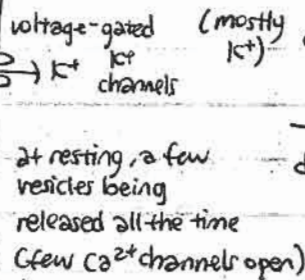 voltage-gated (mostly
K⁺ K⁺ K⁺)
channels
at resting, a few
vesicles being
released all the time
(few Ca²⁺ channels open)